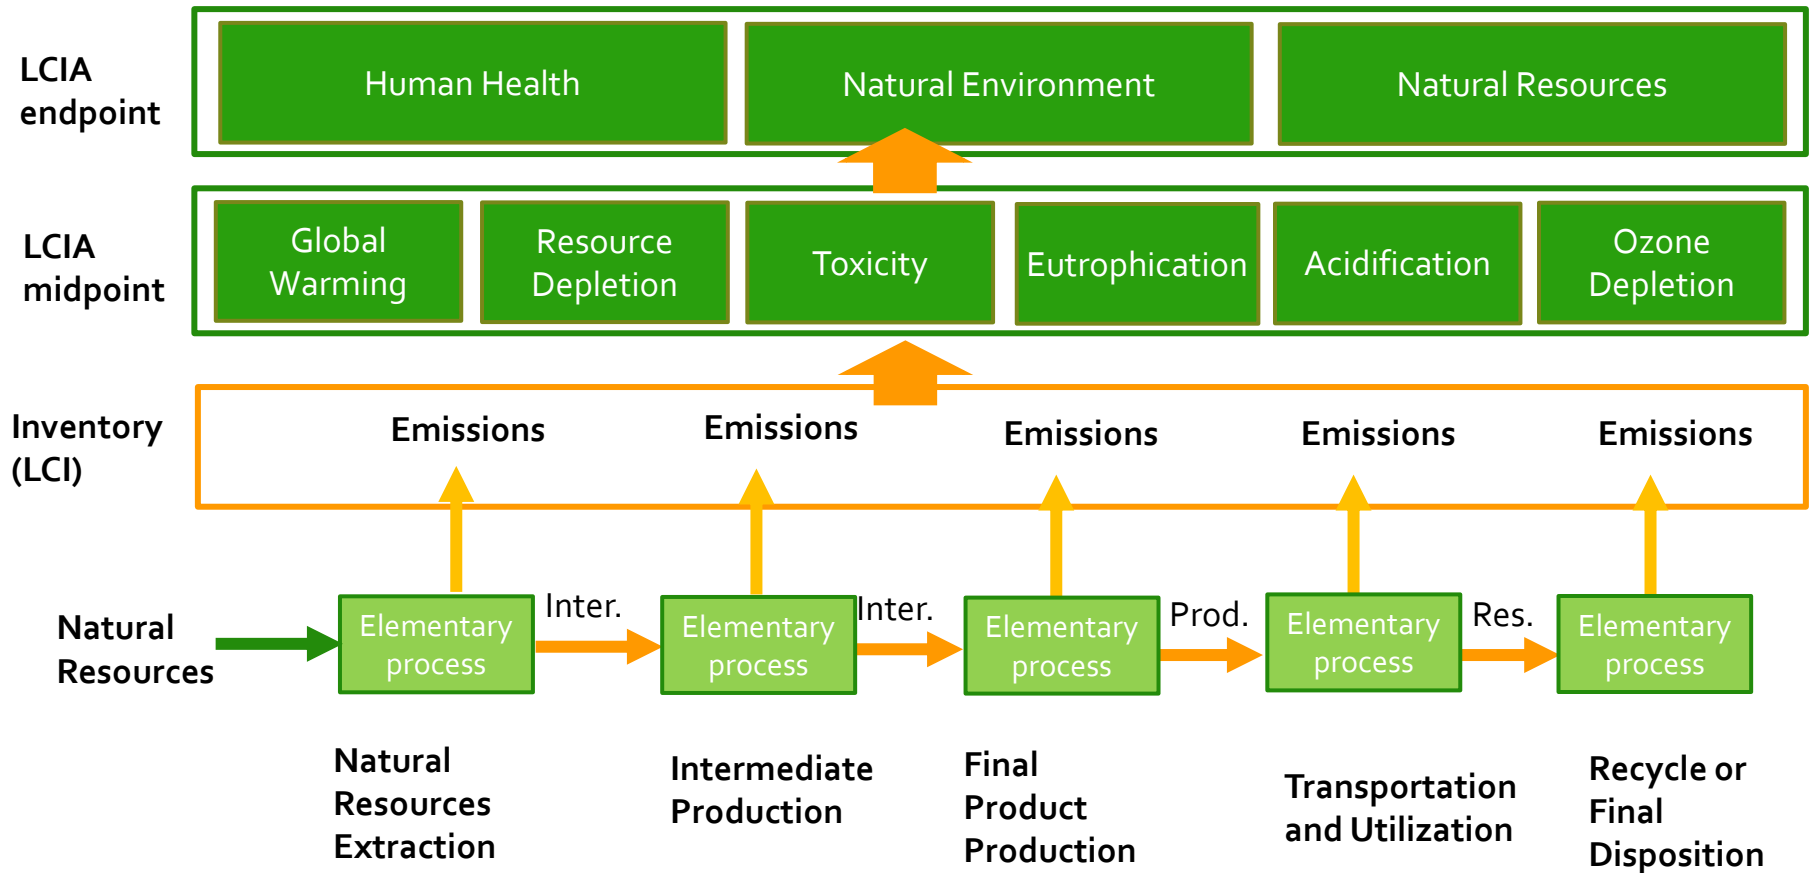 LCIA
endpoint
Human Health
Natural Environment
Natural Resources
LCIA
midpoint
Global
Warming
Resource
Depletion
Toxicity
Eutrophication
Acidification
Ozone
Depletion
Inventory
(LCI)
Emissions
Emissions
Emissions
Emissions
Emissions
Natural
Resources
Elementary
process
Inter.
Elementary
process
Inter.
Elementary
process
Prod.
Elementary
process
Res.
Elementary
process
Natural
Resources
Extraction
Intermediate
Production
Final
Product
Production
Transportation
and Utilization
Recycle or
Final
Disposition